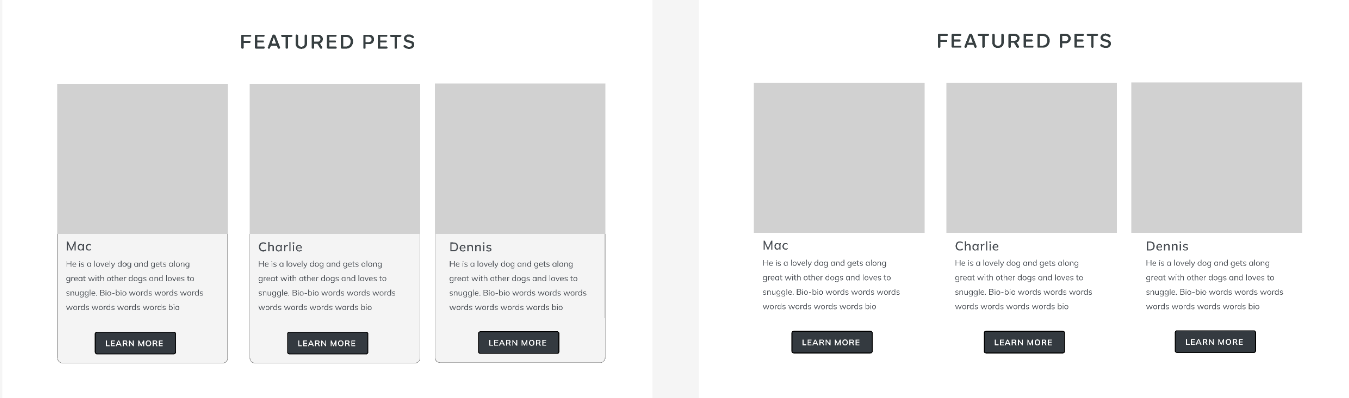 FEATURED PETS
Mac
He is a lovely dog and gets along
great with other dogs and loves to
snuggle. Bio-bio words words words
words words words words bio
LEARN MORE
Charlie
He is a lovely dog and gets along
great with other dogs and loves to
snuggle. Bio-bio words words words
words words words words bio
LEARN MORE
Dennis
He is a lovely dog and gets along
great with other dogs and loves to
snuggle. Bio-bio words words words
words words words words bio
LEARN MORE
FEATURED PETS
Mac
He is a lovely dog and gets along
great with other dogs and loves to
snuggle. Bio-bio words words words
words words words words bio
LEARN MORE
Charlie
He is a lovely dog and gets along
great with other dogs and loves to
snuggle. Bio-bio words words words
words words words words bio
LEARN MORE
Dennis
He is a lovely dog and gets along
great with other dogs and loves to
snuggle. Bio-bio words words words
words words words words bio
LEARN MORE